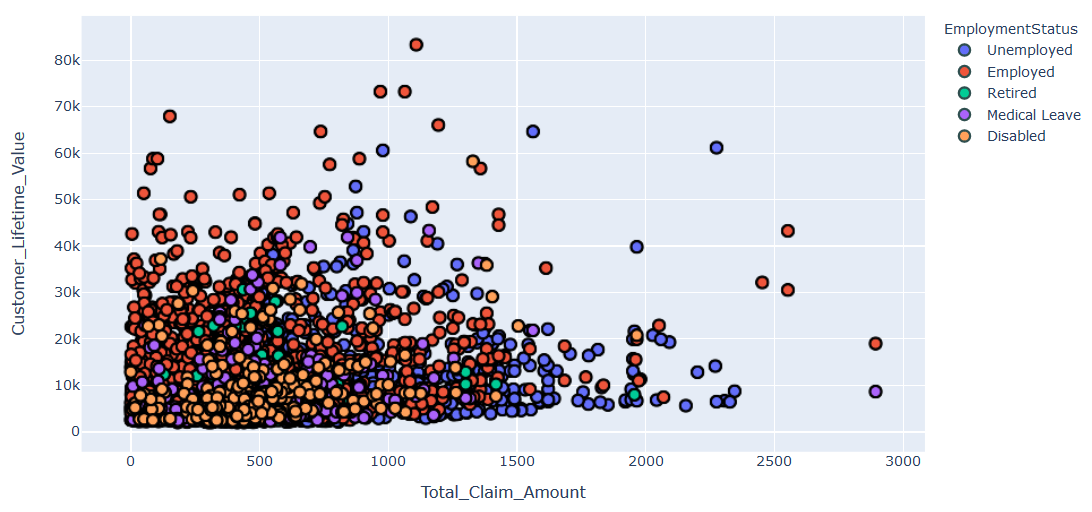 EmploymentStatus
Unemployed
Employed
Retired
Medical Leave
Disabled
Customer_Lifetime_Value
80k
70k
60k
50k
40k
30k
20k
10k
0
0 500 1000 1500 2000 2500 3000
Total_Claim_Amount